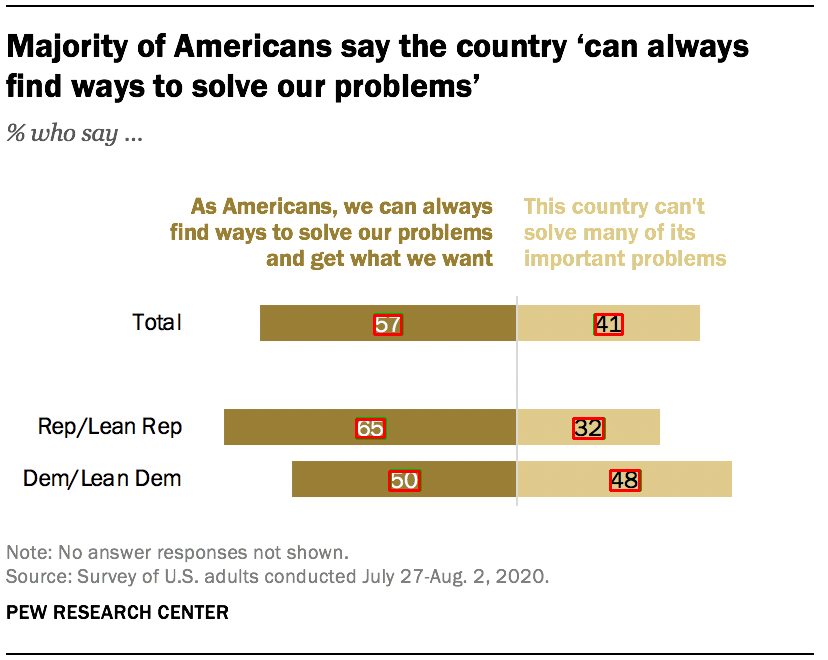 Majority of Americans say the country ‘can always
find ways to solve our problems’
% who say ...
As Americans, we can always
find ways to solve our problems
and get what we want
This country can't
solve many of its
important problems
Total 57 41
Rep/Lean Rep 65 32
Dem/Lean Dem 50 48
Note: No answer responses not shown.
Source: Survey of U.S. adults conducted July 27-Aug. 2, 2020.
PEW RESEARCH CENTER